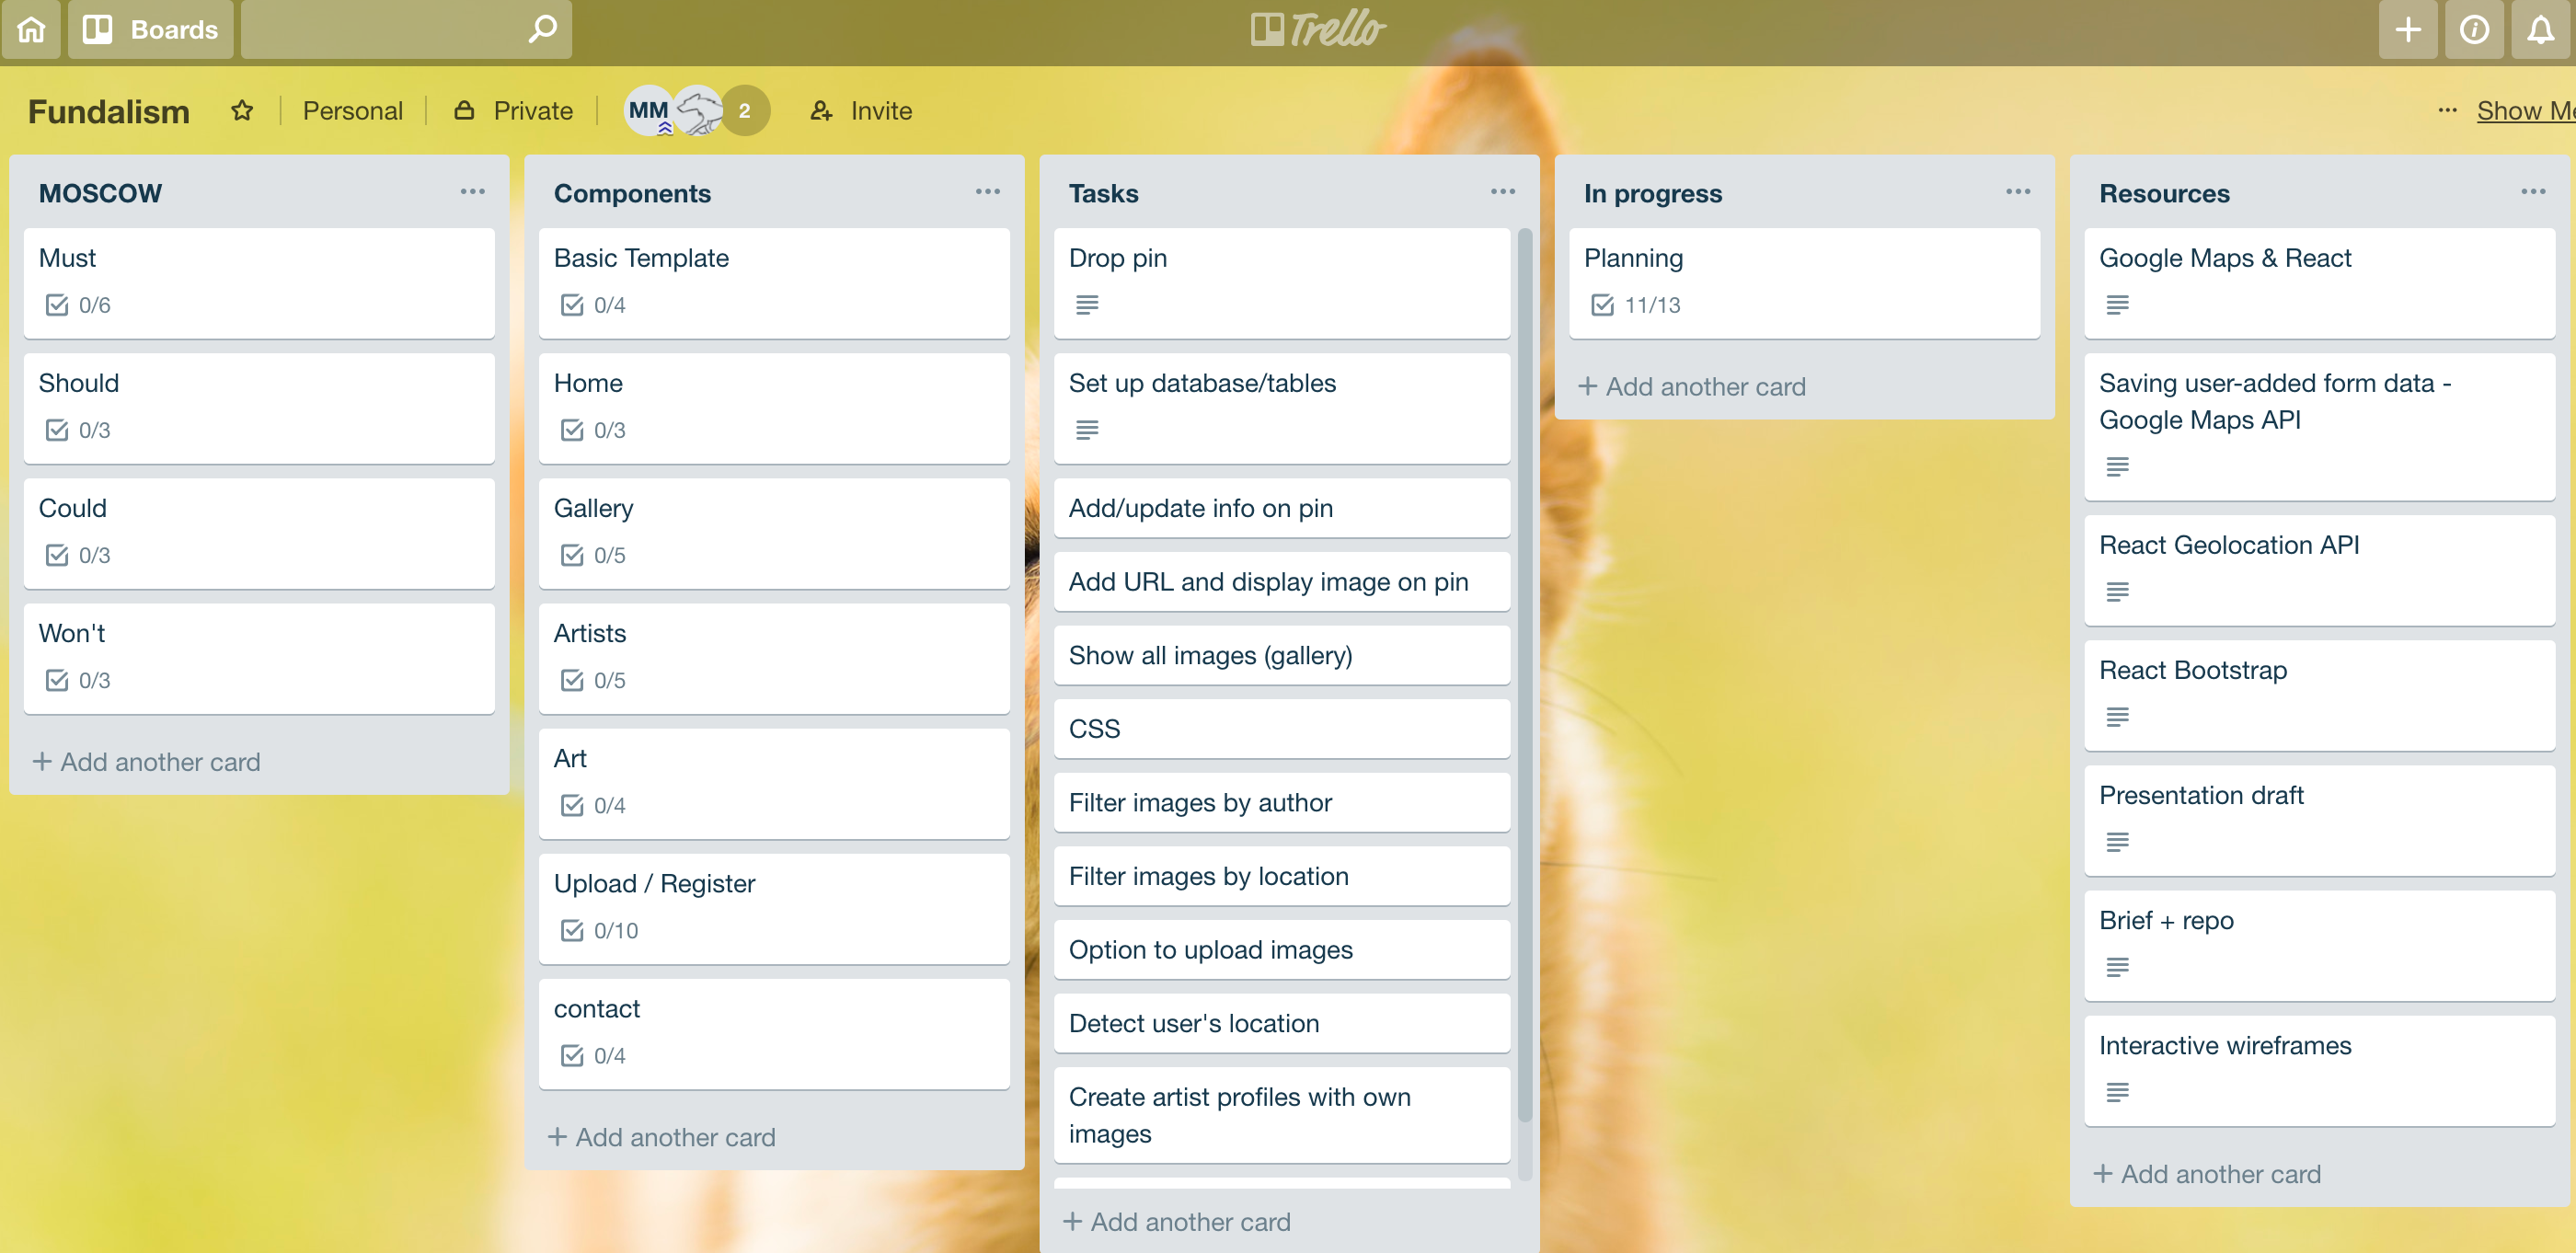 Boards
Trello
Fundalism
Personal
Private
MM
2
Invite
Show Me
MOSCOW
Must
0/6
Should
0/3
Could
0/3
Won't
0/3
+ Add another card
Components
Basic Template
0/4
Home
0/3
Gallery
0/5
Artists
0/5
Art
0/4
Upload / Register
0/10
contact
0/4
+ Add another card
Tasks
Drop pin
Set up database/tables
Add/update info on pin
Add URL and display image on pin
Show all images (gallery)
CSS
Filter images by author
Filter images by location
Option to upload images
Detect user's location
Create artist profiles with own
images
+ Add another card
In progress
Planning
11/13
+ Add another card
Resources
Google Maps & React
Saving user-added form data -
Google Maps API
React Geolocation API
React Bootstrap
Presentation draft
Brief + repo
Interactive wireframes
+ Add another card